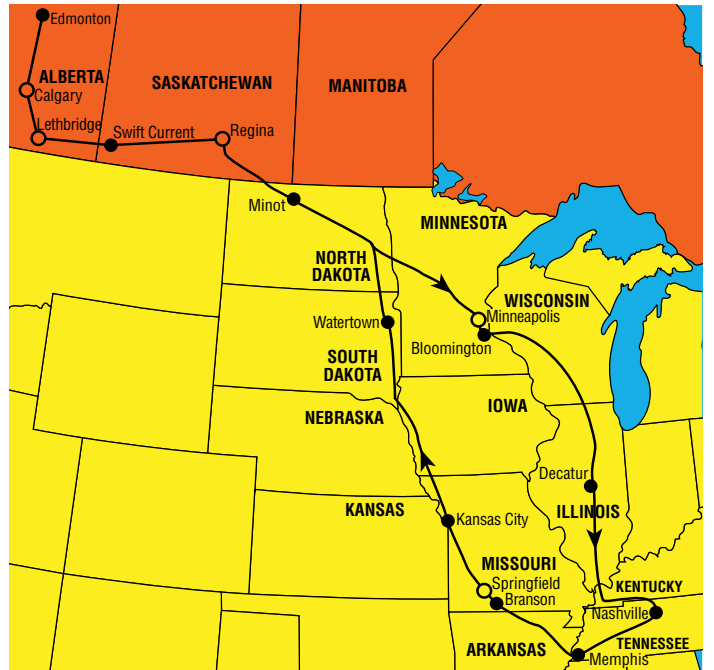 Edmonton
ALBERTA
SASKATCHEWAN
MANITOBA
Calgary
Lethbridge
Swift Current
Regina
Minot
MINNESOTA
NORTH
DAKOTA
WISCONSIN
Minneapolis
Watertown
Bloomington
SOUTH
DAKOTA
NEBRASKA
IOWA
Decatur
KANSAS
Kansas City
ILLINOIS
MISSOURI
Springfield
Branson
KENTUCKY
Nashville
ARKANSAS
TENNESSEE
Memphis